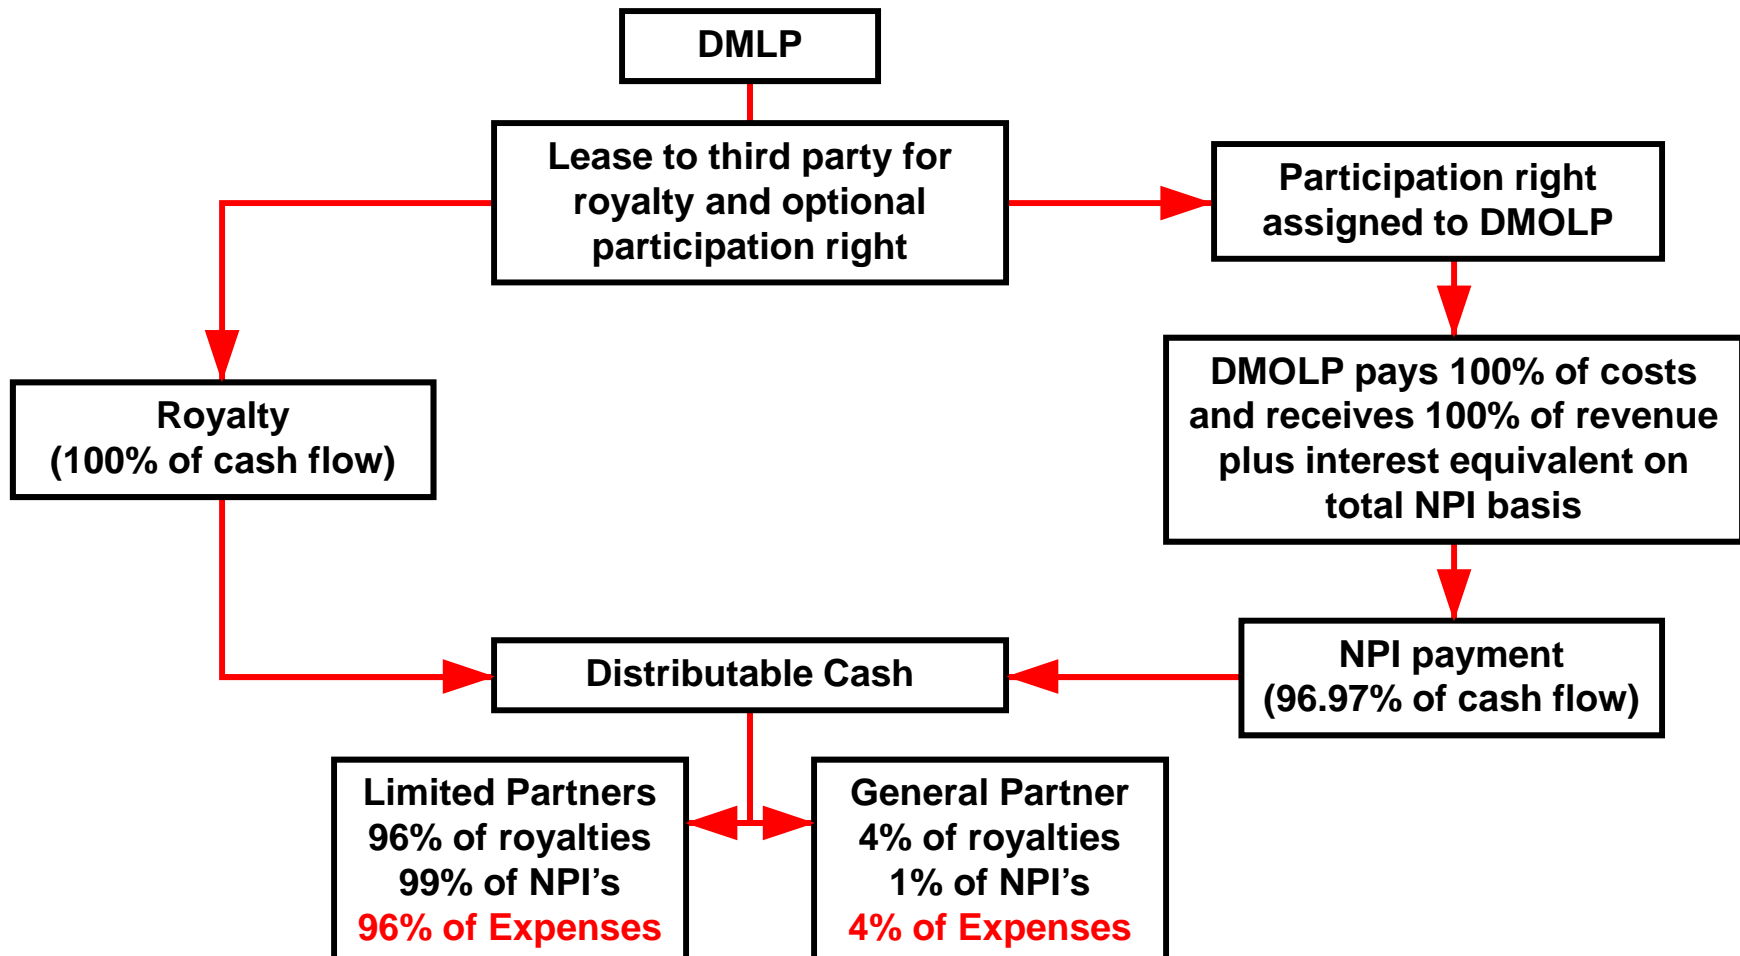 DMLP
Lease to third party for
royalty and optional
participation right
Participation right
assigned to DMOLP
Royalty
(100% of cash flow)
DMOLP pays 100% of costs
and receives 100% of revenue
plus interest equivalent on
total NPI basis
Distributable Cash
NPI payment
(96.97% of cash flow)
Limited Partners
96% of royalties
99% of NPI’s
96% of Expenses
General Partner
4% of royalties
1% of NPI’s
4% of Expenses